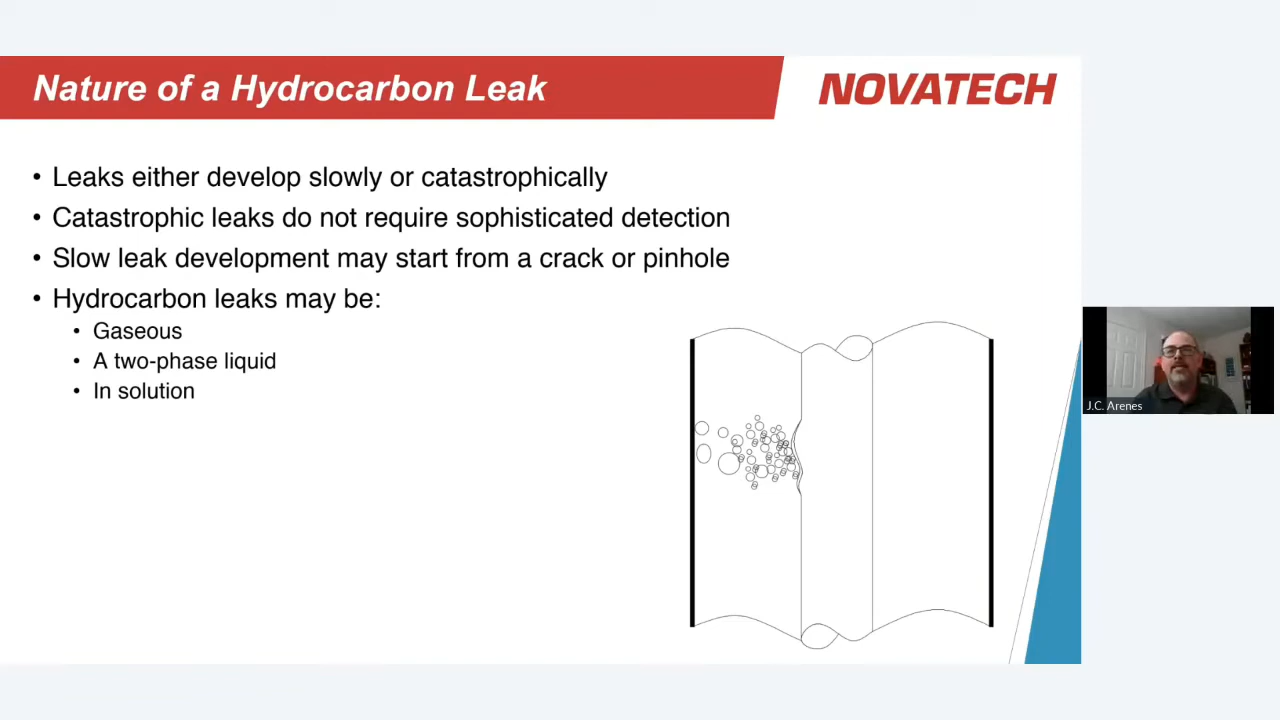 Nature of a Hydrocarbon Leak
NOVATECH
• Leaks either develop slowly or catastrophically
• Catastrophic leaks do not require sophisticated detection
• Slow leak development may start from a crack or pinhole
• Hydrocarbon leaks may be:
• Gaseous
• A two-phase liquid
• In solution
J.C. Arenes